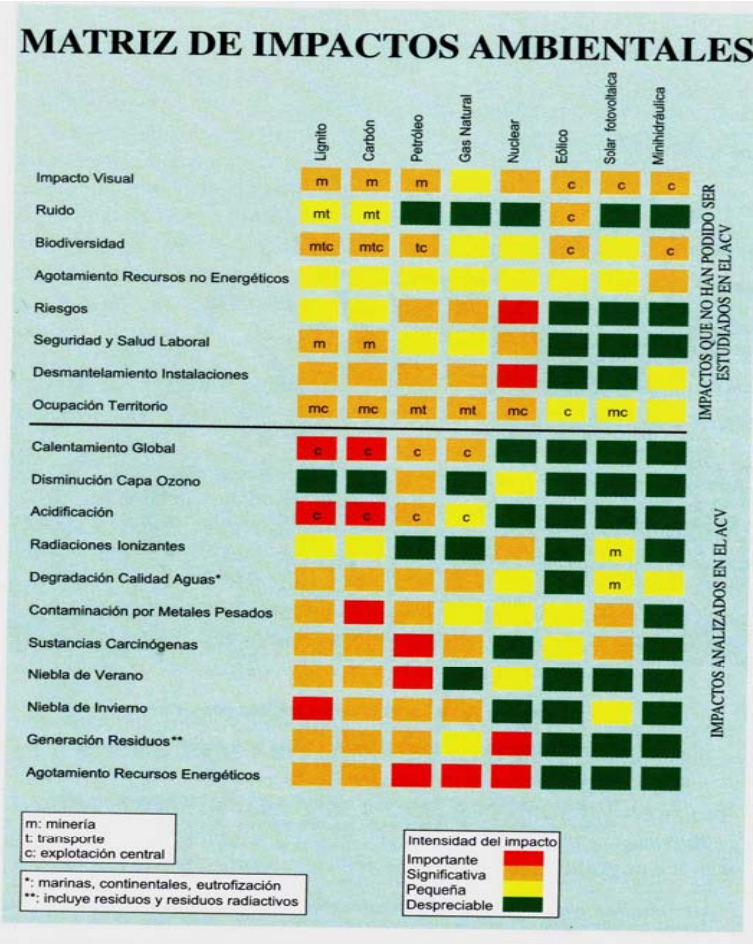 MATRIZ DE IMPACTOS AMBIENTALES
Lignito
Carbón
Petróleo
Gas Natural
Nuclear
Eólico
Solar fotovoltaica
Minihidráulica
Impacto Visual m m m c c c
Ruido mt mt c
Biodiversidad mtc mtc tc c c
Agotamiento Recursos no Energéticos
Riesgos
Seguridad y Salud Laboral m m
Desmantelamiento Instalaciones
Ocupación Territorio mc mc mt mt mc c mc
IMPACTOS QUE NO HAN PODIDO SER
ESTUDIADOS EN EL ACV
Calentamiento Global c c c c
Disminución Capa Ozono
Acidificación c c c c
Radiaciones Ionizantes m
Degradación Calidad Aguas* m
Contaminación por Metales Pesados
Sustancias Carcinógenas
Niebla de Verano
Niebla de Invierno
Generación Residuos**
Agotamiento Recursos Energéticos
IMPACTOS ANALIZADOS EN EL ACV
m: minería
t: transporte
c: explotación central
*: marinas, continentales, eutrofización
**: incluye residuos y residuos radiactivos
Intensidad del impacto
Importante
Significativa
Pequeña
Despreciable